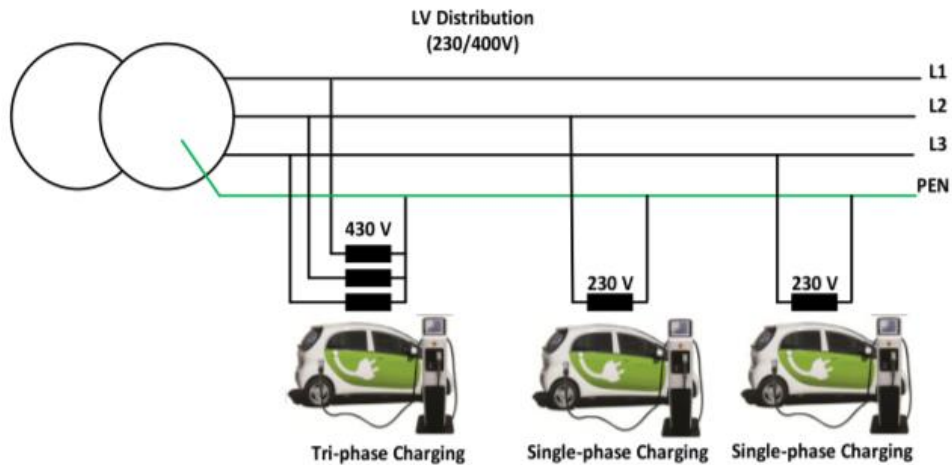 LV Distribution
(230/400V)
L1
L2
L3
PEN
430 V
230 V
230 V
Tri-phase Charging
Single-phase Charging
Single-phase Charging